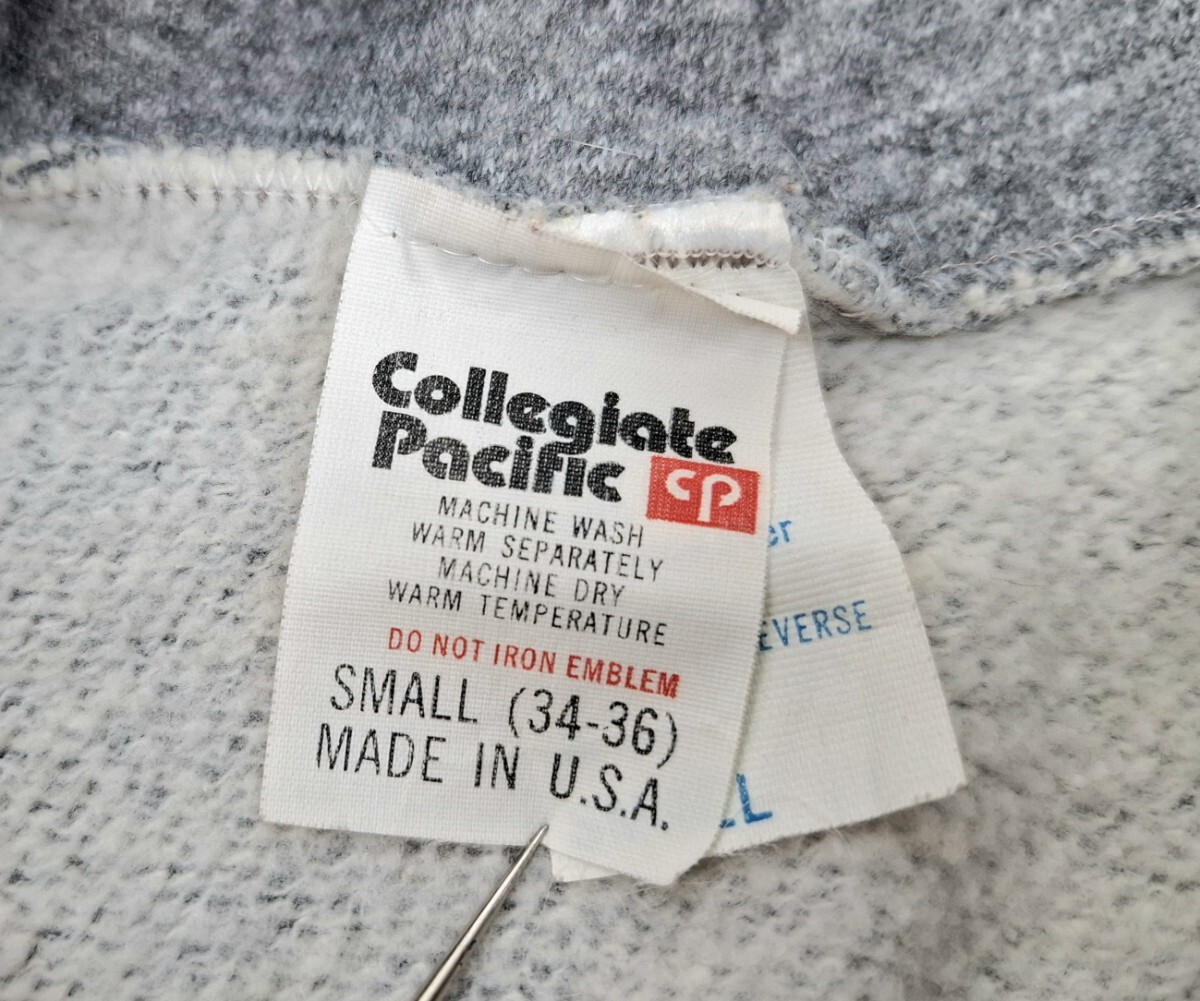 Collegiate
Pacific CP
MACHINE WASH
WARM SEPARATELY
MACHINE DRY
WARM TEMPERATURE
DO NOT IRON EMBLEM
SMALL (34-36)
MADE IN U.S.A.